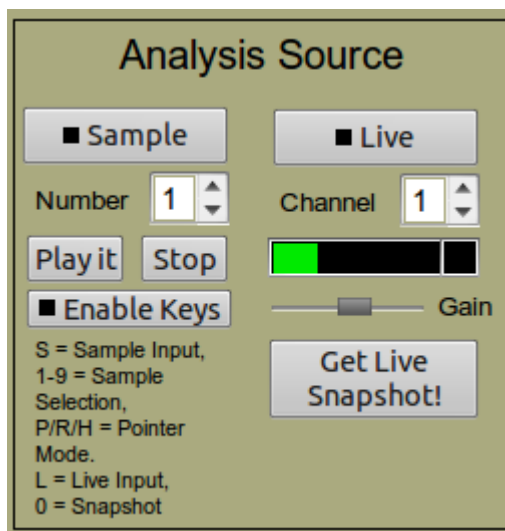 Analysis Source
Sample
Live
Number 1
Channel 1
Play it Stop
Enable Keys
Gain
S = Sample Input,
1-9 = Sample
Selection,
P/R/H = Pointer
Mode.
L = Live Input,
0 = Snapshot
Get Live
Snapshot!